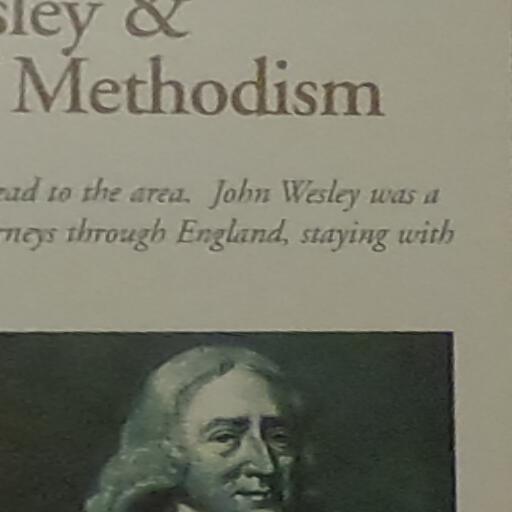 sley &
Methodism
ead to the area. John Wesley was a
rneys through England, staying with